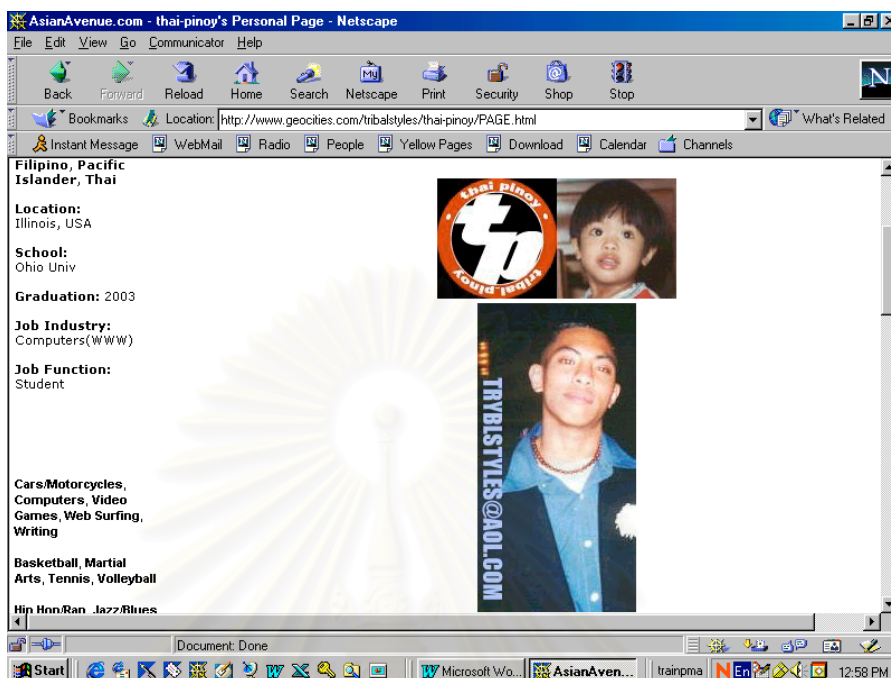 AsianAvenue.com - thai-pinoy's Personal Page - Netscape
File Edit View Go Communicator Help
Back Forward Reload Home Search Netscape Print Security Shop Stop
My
N
Bookmarks Location: http://www.geocities.com/tribalstyles/thai-pinoy/PAGE.html What's Related
Instant Message WebMail Radio People Yellow Pages Download Calendar Channels
Filipino, Pacific
Islander, Thai
Location:
Illinois, USA
School:
Ohio Univ
Graduation: 2003
Job Industry:
Computers(WWW)
Job Function:
Student
Cars/Motorcycles,
Computers, Video
Games, Web Surfing,
Writing
Basketball, Martial
Arts, Tennis, Volleyball
Hip Hop/Rap, Jazz/Blues
thai pinoy
tp
tribal.pinoy
TRYBLSTYLES@AOL.COM
Document: Done
Start Microsoft Wo... AsianAven... trainpma N En 12:58 PM